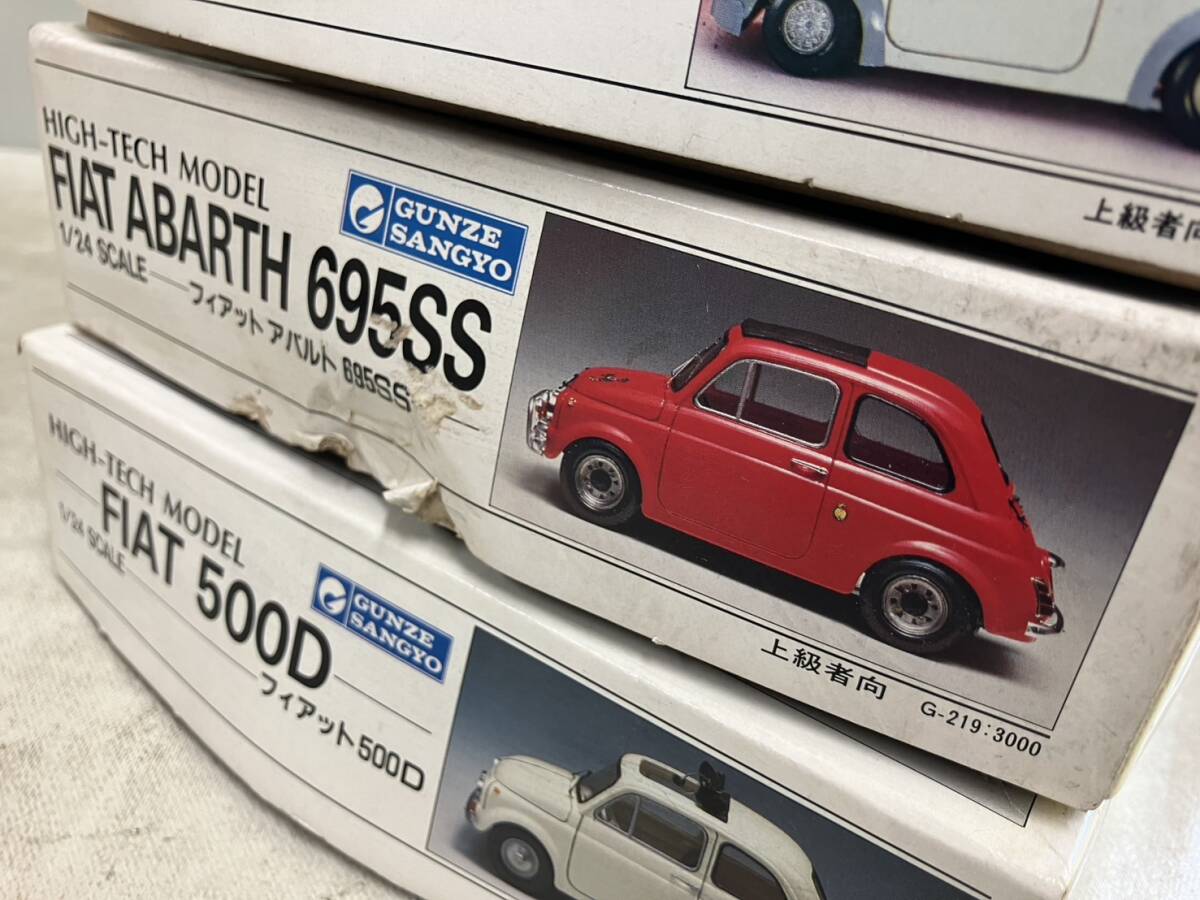 上級者向
HIGH-TECH MODEL
FIAT ABARTH 695SS
1/24 SCALE
フィアット アバルト 695SS
GUNZE
SANGYO
上級者向
G-219:3000
HIGH-TECH MODEL
FIAT 500D
1/24 SCALE
フィアット500D
GUNZE
SANGYO